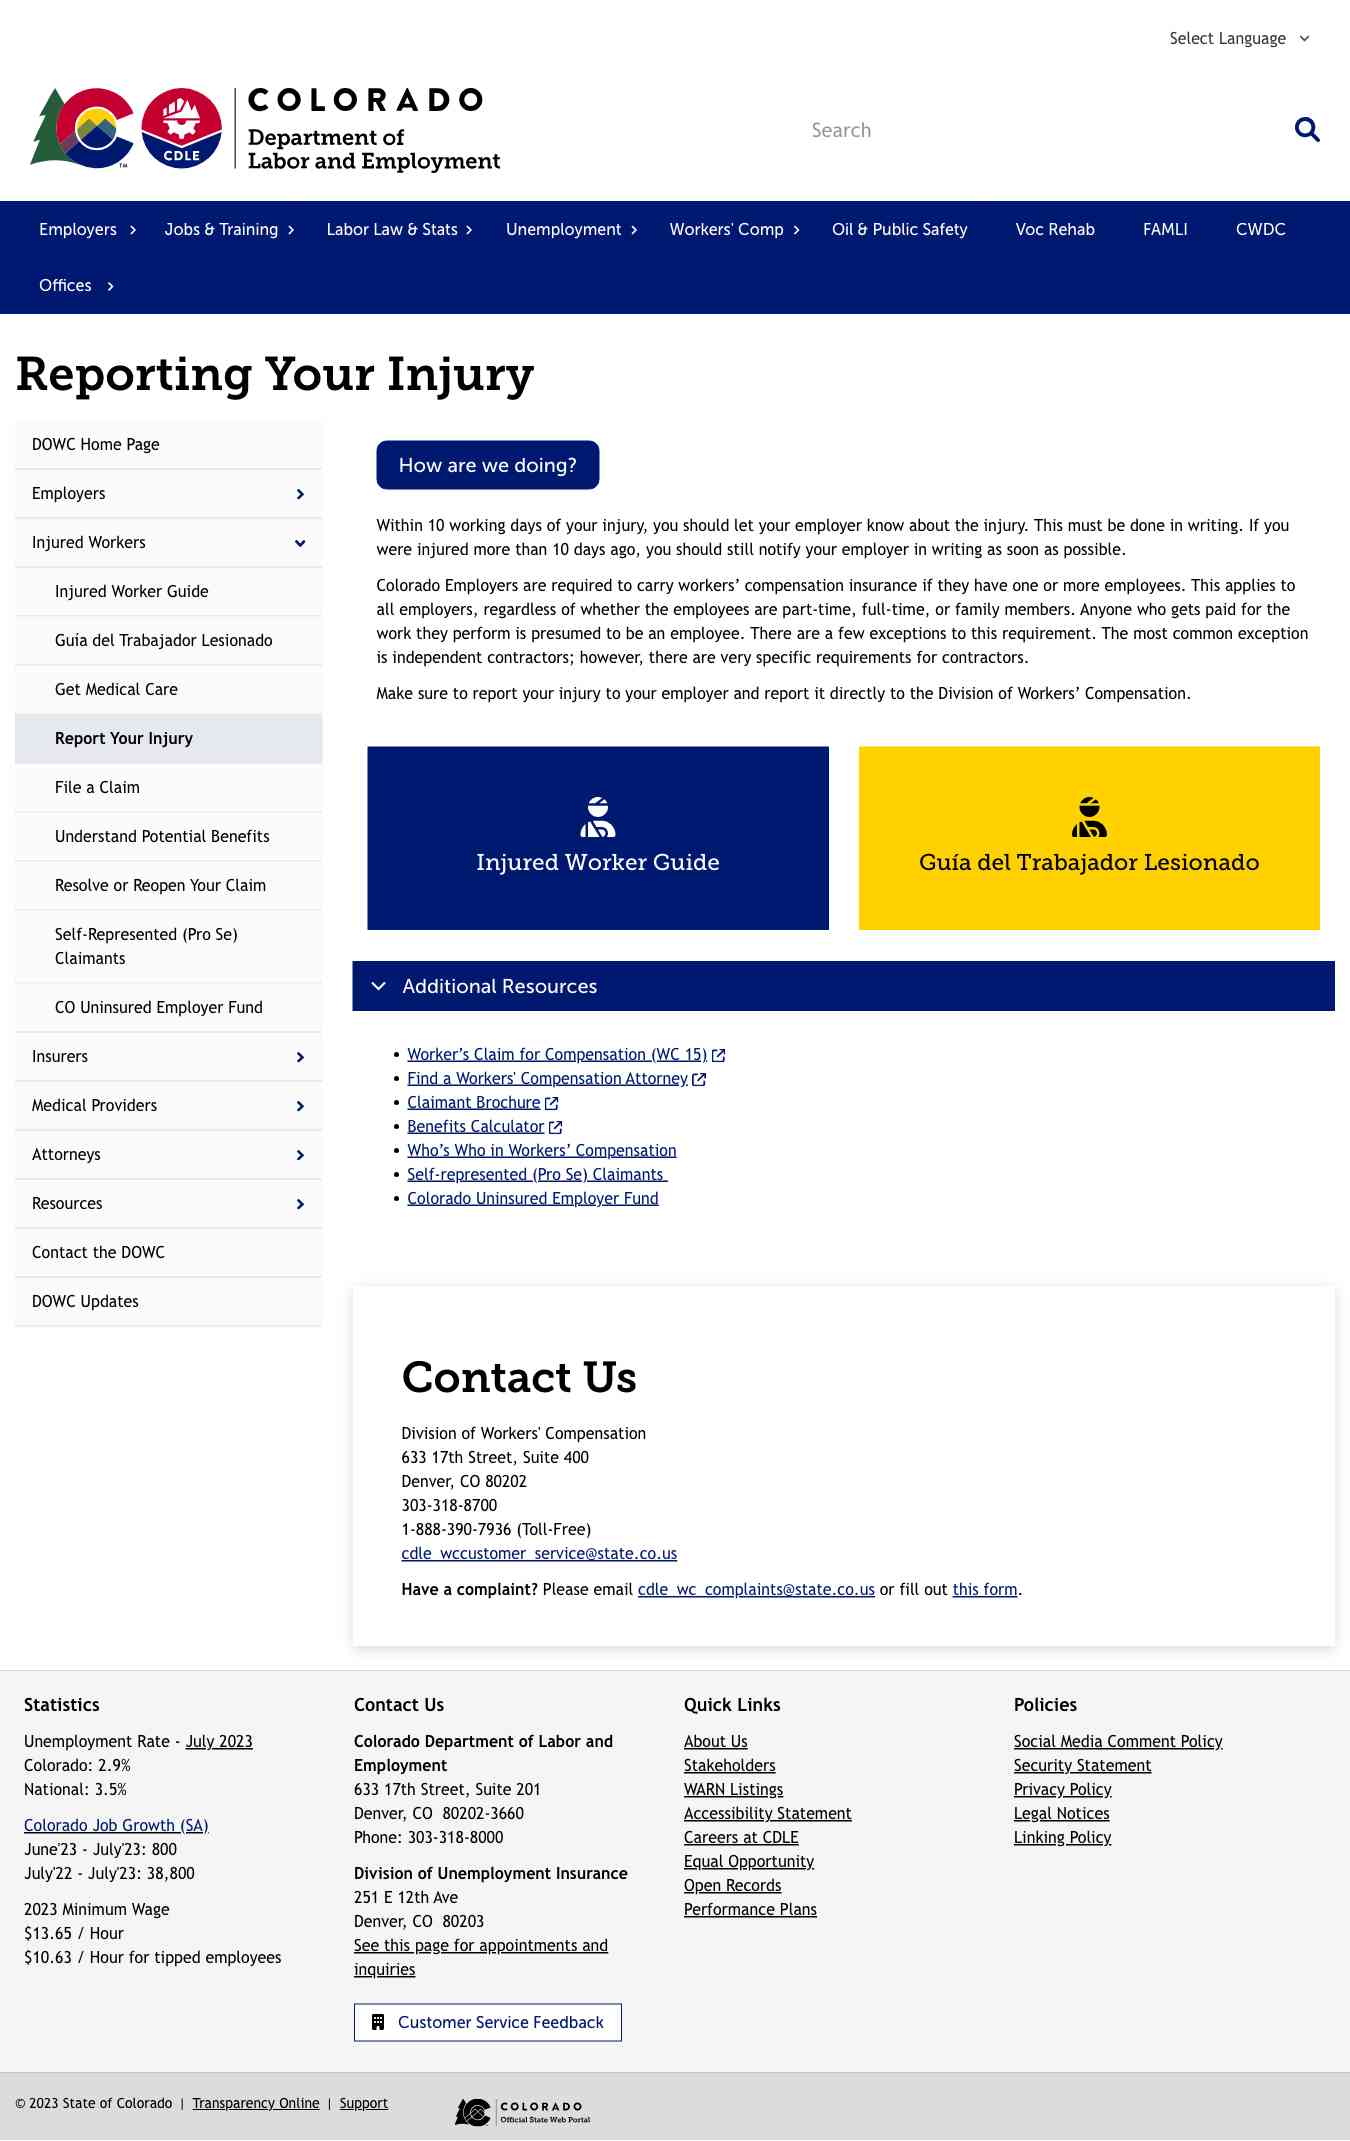 Select Language
COLORADO
Department of
Labor and Employment
CDLE
TM
Search
Employers
Jobs & Training
Labor Law & Stats
Unemployment
Workers' Comp
Oil & Public Safety
Voc Rehab
FAMLI
CWDC
Offices
Reporting Your Injury
DOWC Home Page
Employers
Injured Workers
Injured Worker Guide
Guía del Trabajador Lesionado
Get Medical Care
Report Your Injury
File a Claim
Understand Potential Benefits
Resolve or Reopen Your Claim
Self-Represented (Pro Se)
Claimants
CO Uninsured Employer Fund
Insurers
Medical Providers
Attorneys
Resources
Contact the DOWC
DOWC Updates
How are we doing?
Within 10 working days of your injury, you should let your employer know about the injury. This must be done in writing. If you
were injured more than 10 days ago, you should still notify your employer in writing as soon as possible.
Colorado Employers are required to carry workers’ compensation insurance if they have one or more employees. This applies to
all employers, regardless of whether the employees are part-time, full-time, or family members. Anyone who gets paid for the
work they perform is presumed to be an employee. There are a few exceptions to this requirement. The most common exception
is independent contractors; however, there are very specific requirements for contractors.
Make sure to report your injury to your employer and report it directly to the Division of Workers’ Compensation.
Injured Worker Guide
Guía del Trabajador Lesionado
Additional Resources
• Worker’s Claim for Compensation (WC 15)
• Find a Workers' Compensation Attorney
• Claimant Brochure
• Benefits Calculator
• Who’s Who in Workers’ Compensation
• Self-represented (Pro Se) Claimants
• Colorado Uninsured Employer Fund
Contact Us
Division of Workers' Compensation
633 17th Street, Suite 400
Denver, CO 80202
303-318-8700
1-888-390-7936 (Toll-Free)
cdle_wccustomer_service@state.co.us
Have a complaint? Please email cdle_wc_complaints@state.co.us or fill out this form.
Statistics
Unemployment Rate - July 2023
Colorado: 2.9%
National: 3.5%
Colorado Job Growth (SA)
June'23 - July'23: 800
July'22 - July'23: 38,800
2023 Minimum Wage
$13.65 / Hour
$10.63 / Hour for tipped employees
Contact Us
Colorado Department of Labor and
Employment
633 17th Street, Suite 201
Denver, CO  80202-3660
Phone: 303-318-8000
Division of Unemployment Insurance
251 E 12th Ave
Denver, CO  80203
See this page for appointments and
inquiries
Customer Service Feedback
Quick Links
About Us
Stakeholders
WARN Listings
Accessibility Statement
Careers at CDLE
Equal Opportunity
Open Records
Performance Plans
Policies
Social Media Comment Policy
Security Statement
Privacy Policy
Legal Notices
Linking Policy
© 2023 State of Colorado | Transparency Online | Support
COLORADO
Official State Web Portal